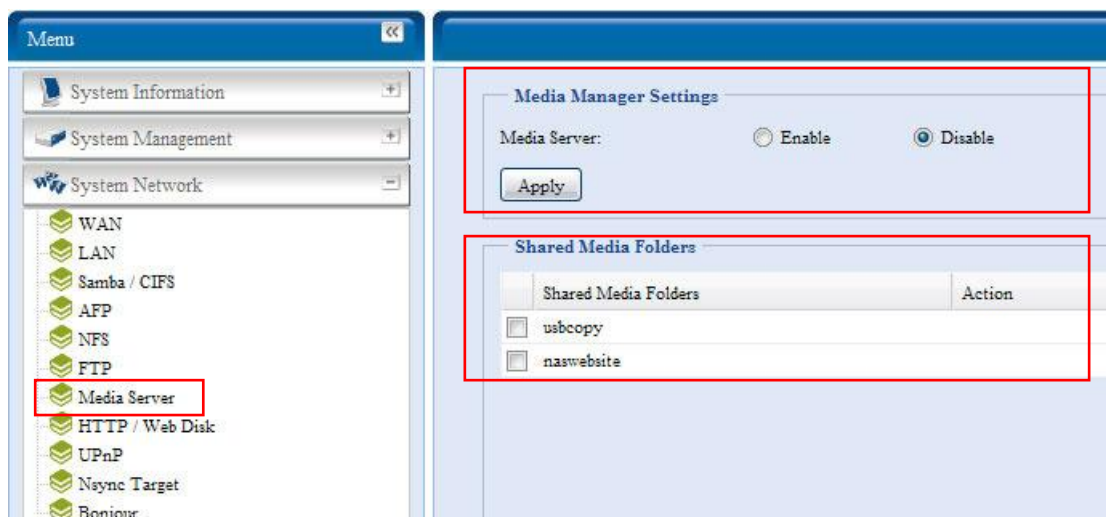 Menu
System Information
System Management
System Network
WAN
LAN
Samba / CIFS
AFP
NFS
FTP
Media Server
HTTP / Web Disk
UPnP
Nsync Target
Bonjour
Media Manager Settings
Media Server: Enable Disable
Apply
Shared Media Folders
Shared Media Folders Action
usbcopy
naswebsite